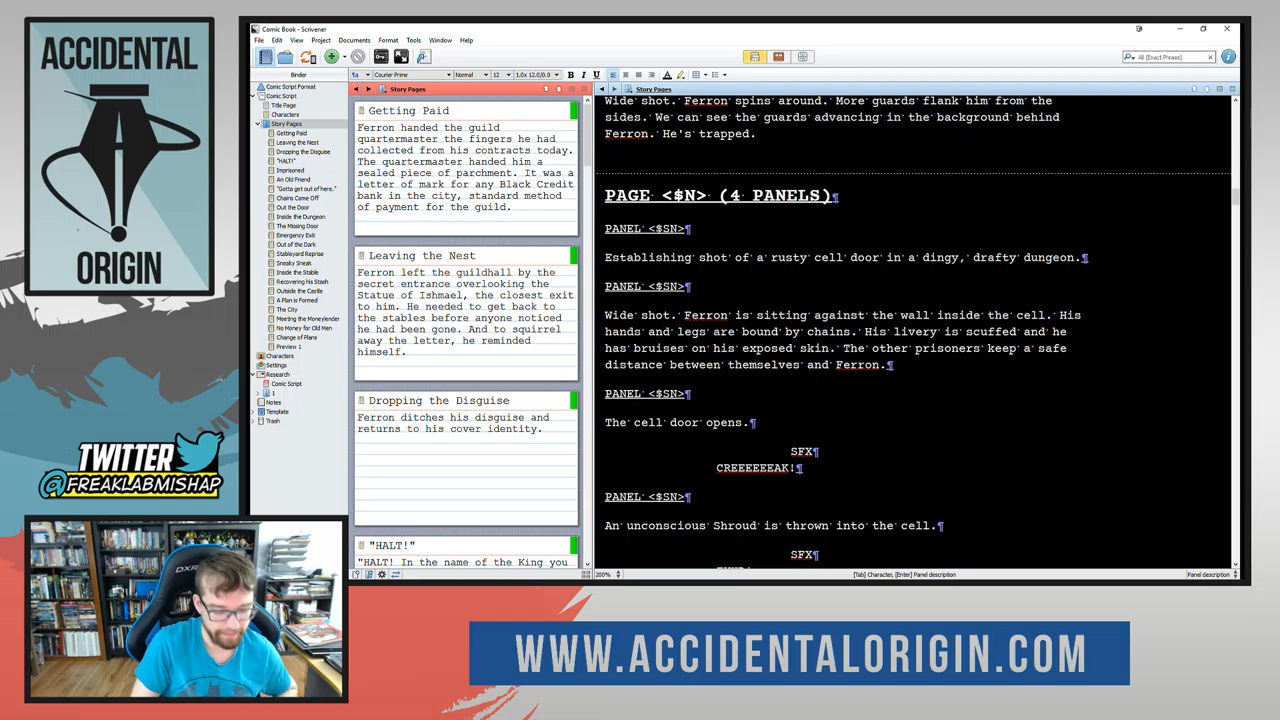 ACCIDENTAL
ORIGIN
TWITTER
@FREAKLABMISHAP
Comic Book - Scrivener
File Edit View Project Documents Format Tools Window Help
All (Exact Phrase)
Binder
Courier Prime Normal 12 1.0x 12.0/0.0 B I U A
Comic Script Format
Comic Script
Title Page
Characters
Story Pages
Getting Paid
Leaving the Nest
Dropping the Disguise
"HALT!"
Imprisoned
An Old Friend
"Gotta get out of here."
Chains Come Off
Out the Door
Inside the Dungeon
The Missing Door
Emergency Exit
Out of the Dark
Stableyard Reprise
Sneaky Sneak
Inside the Stable
Recovering his Stash
Outside the Castle
A Plan is Formed
The City
Meeting the Moneylender
No Money for Old Men
Change of Plans
Preview 1
Characters
Settings
Research
Comic Script
1
Notes
Template
Trash
Story Pages
Getting Paid
Ferron handed the guild
quartermaster the fingers he had
collected from his contracts today.
The quartermaster handed him a
sealed piece of parchment. It was a
letter of mark for any Black Credit
bank in the city, standard method
of payment for the guild.
Leaving the Nest
Ferron left the guildhall by the
secret entrance overlooking the
Statue of Ishmael, the closest exit
to him. He needed to get back to
the stables before anyone noticed
he had been gone. And to squirrel
away the letter, he reminded
himself.
Dropping the Disguise
Ferron ditches his disguise and
returns to his cover identity.
"HALT!"
"HALT! In the name of the King you
Story Pages
Wide shot. Ferron spins around. More guards flank him from the
sides. We can see the guards advancing in the background behind
Ferron. He's trapped.
PAGE <$N> (4 PANELS)¶
PANEL <$SN>¶
Establishing shot of a rusty cell door in a dingy, drafty dungeon.¶
PANEL <$SN>¶
Wide shot. Ferron is sitting against the wall inside the cell. His
hands and legs are bound by chains. His livery is scuffed and he
has bruises on his exposed skin. The other prisoners keep a safe
distance between themselves and Ferron.¶
PANEL <$SN>¶
The cell door opens.¶
SFX¶
CREEEEEEAK!¶
PANEL <$SN>¶
An unconscious Shroud is thrown into the cell.¶
SFX¶
200% [Tab] Character, [Enter] Panel description Panel description
DXR
WWW.ACCIDENTALORIGIN.COM